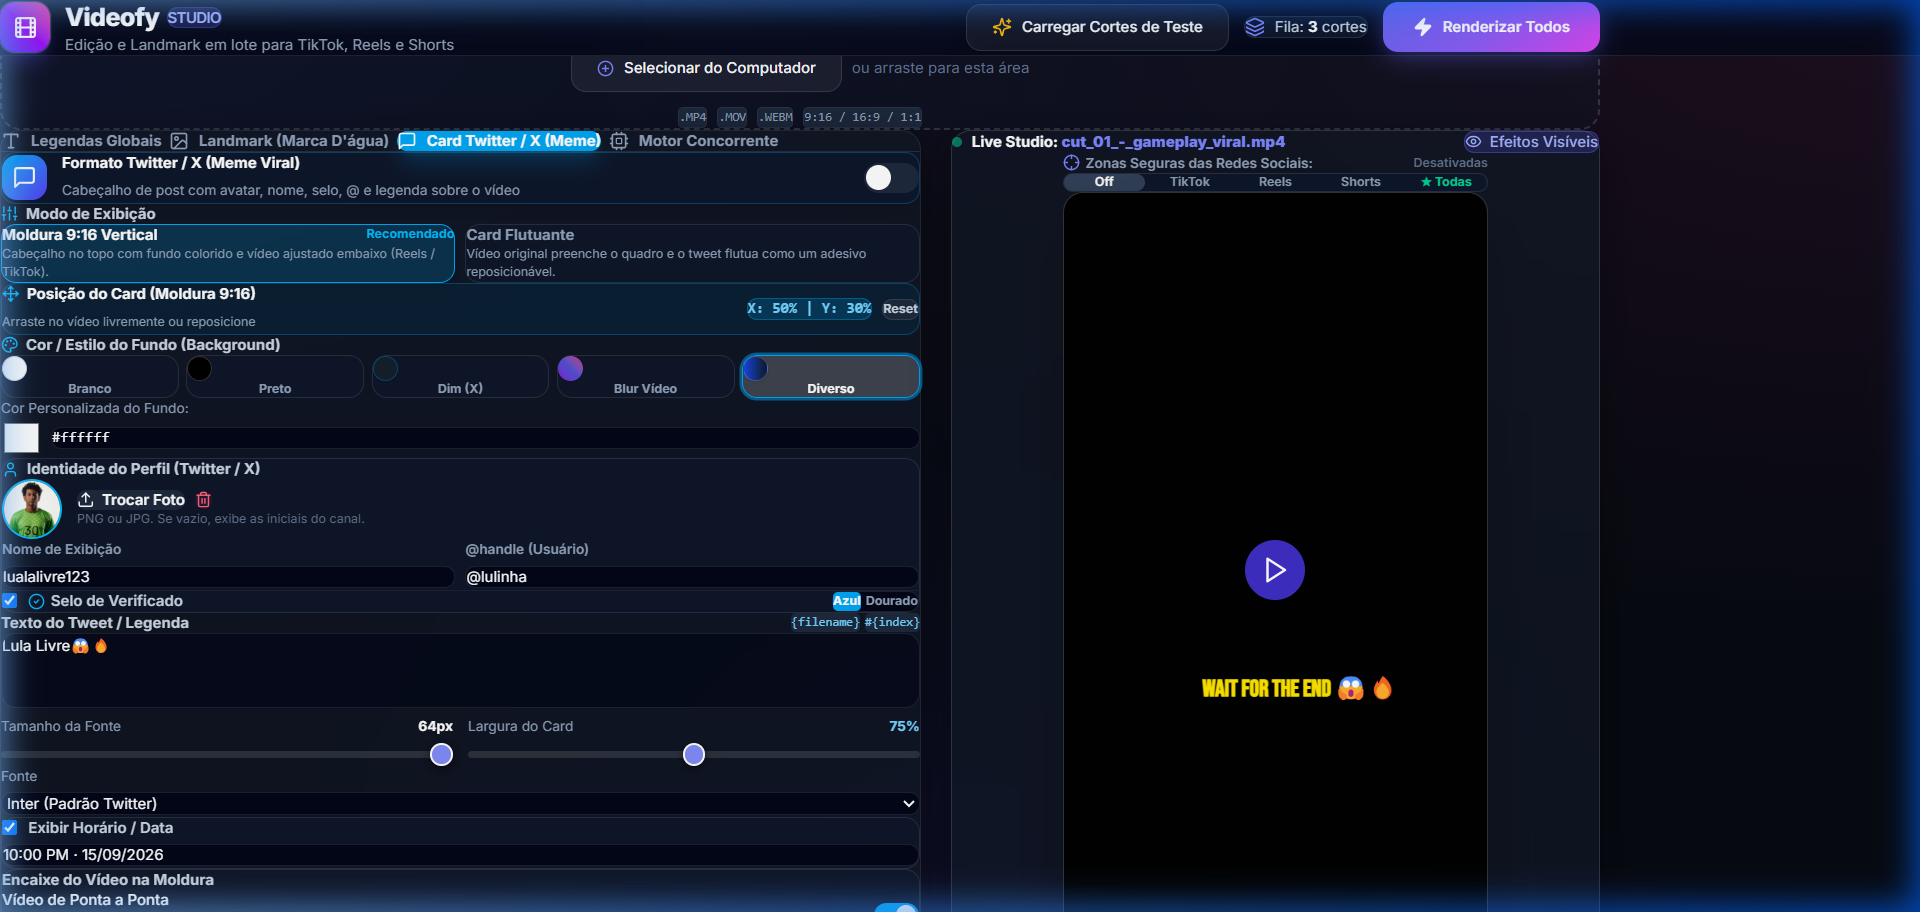 Videofy STUDIO
Edição e Landmark em lote para TikTok, Reels e Shorts
Carregar Cortes de Teste
Fila: 3 cortes
Renderizar Todos
Selecionar do Computador ou arraste para esta área
.MP4 .MOV .WEBM 9:16 / 16:9 / 1:1
Legendas Globais
Landmark (Marca D'água)
Card Twitter / X (Meme)
Motor Concorrente
Formato Twitter / X (Meme Viral)
Cabeçalho de post com avatar, nome, selo, @ e legenda sobre o vídeo
Modo de Exibição
Moldura 9:16 Vertical Recomendado
Cabeçalho no topo com fundo colorido e vídeo ajustado embaixo (Reels /
TikTok).
Card Flutuante
Vídeo original preenche o quadro e o tweet flutua como um adesivo
reposicionável.
Posição do Card (Moldura 9:16)
Arraste no vídeo livremente ou reposicione
X: 50% | Y: 30% Reset
Cor / Estilo do Fundo (Background)
Branco
Preto
Dim (X)
Blur Vídeo
Diverso
Cor Personalizada do Fundo:
#ffffff
Identidade do Perfil (Twitter / X)
30
Trocar Foto
PNG ou JPG. Se vazio, exibe as iniciais do canal.
Nome de Exibição
lualalivre123
@handle (Usuário)
@lulinha
Selo de Verificado
Azul Dourado
Texto do Tweet / Legenda
{filename} #{index}
Lula Livre😱🔥
Tamanho da Fonte 64px
Largura do Card 75%
Fonte
Inter (Padrão Twitter)
Exibir Horário / Data
10:00 PM · 15/09/2026
Encaixe do Vídeo na Moldura
Vídeo de Ponta a Ponta
Live Studio: cut_01_-_gameplay_viral.mp4
Efeitos Visíveis
Zonas Seguras das Redes Sociais: Desativadas
Off TikTok Reels Shorts ★ Todas
WAIT FOR THE END 😱🔥